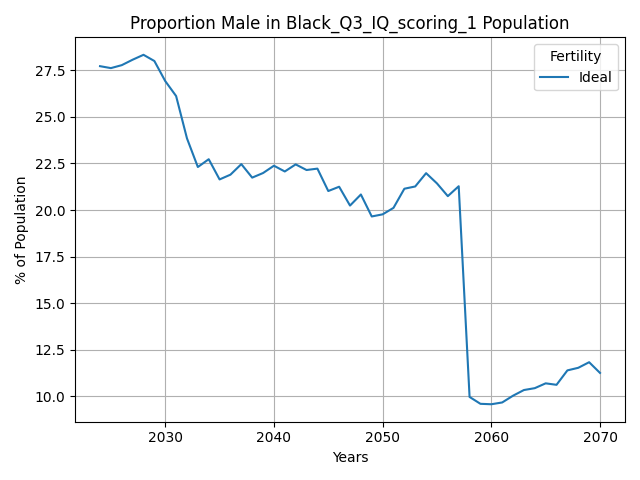 Proportion Male in Black_Q3_IQ_scoring_1 Population
Fertility
Ideal
% of Population
27.5
25.0
22.5
20.0
17.5
15.0
12.5
10.0
2030 2040 2050 2060 2070
Years